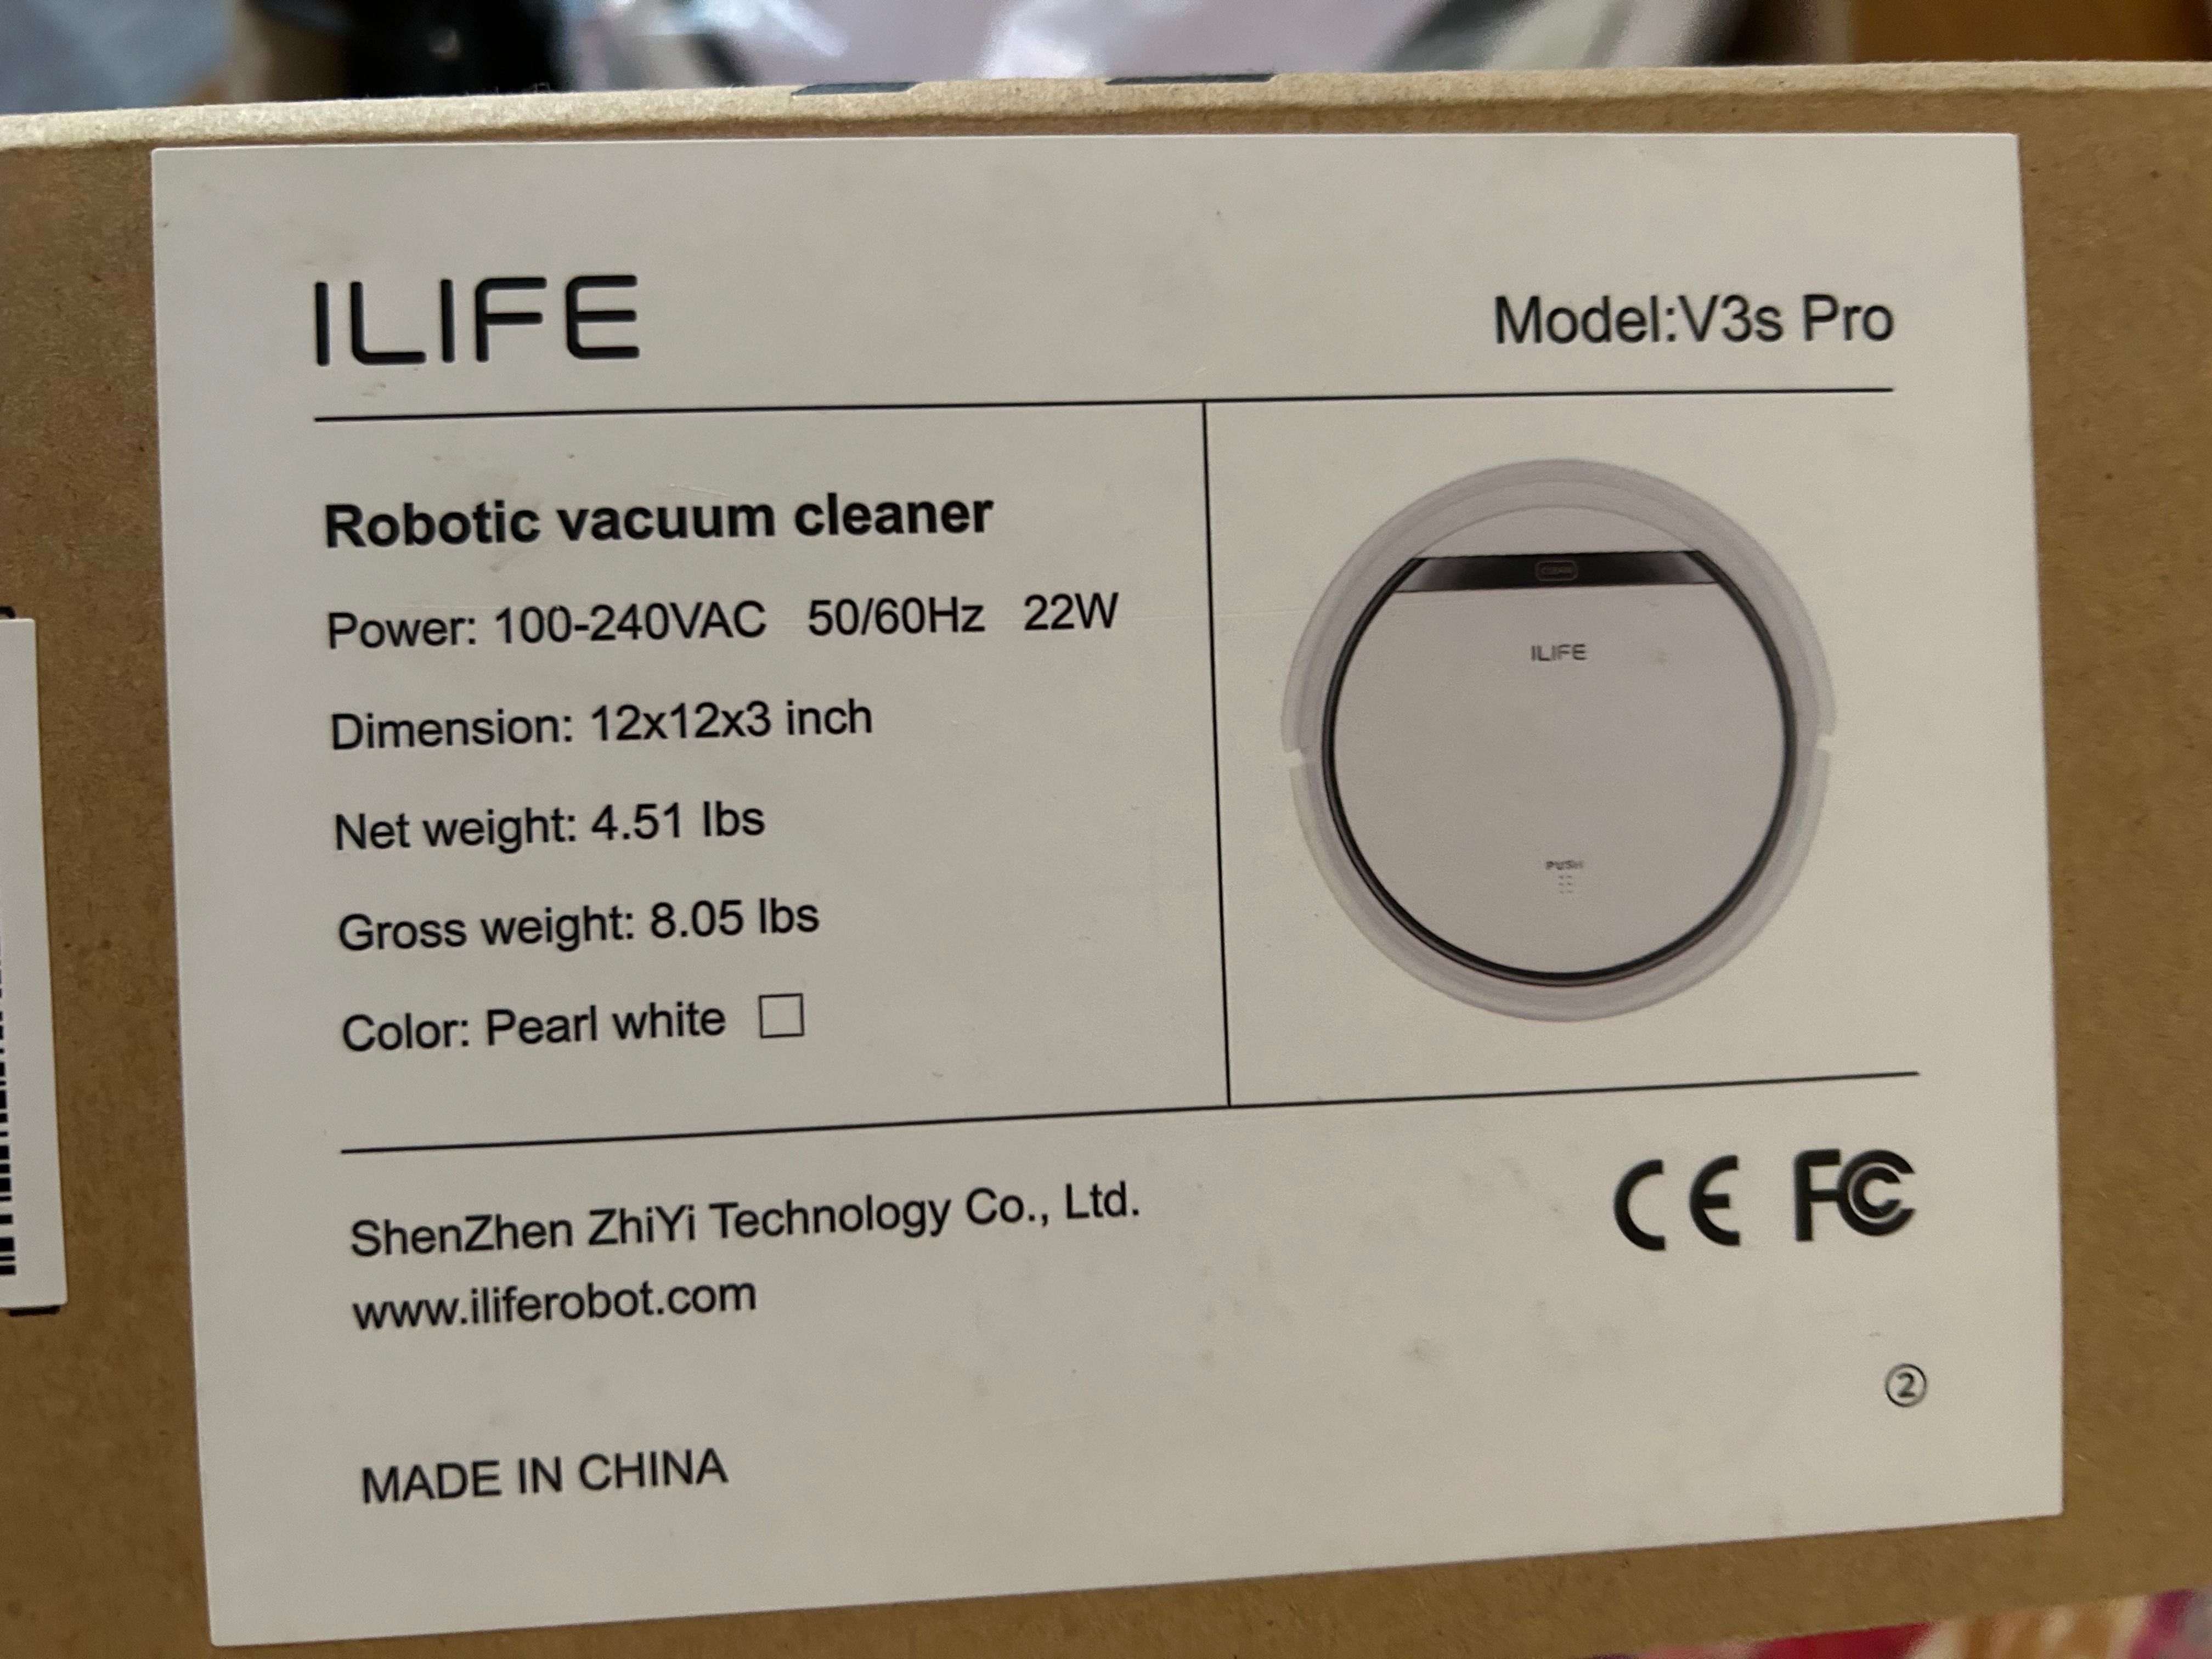 ILIFE
Model:V3s Pro
Robotic vacuum cleaner
Power: 100-240VAC 50/60Hz 22W
Dimension: 12x12x3 inch
Net weight: 4.51 lbs
Gross weight: 8.05 lbs
Color: Pearl white
CLEAN
ILIFE
PUSH
ShenZhen ZhiYi Technology Co., Ltd.
www.iliferobot.com
CE FC
②
MADE IN CHINA